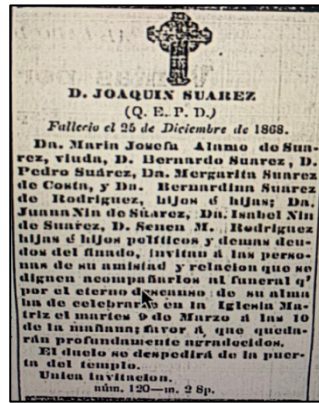 D. JOAQUIN SUAREZ
(Q. E. P. D.)
Falleció el 25 de Diciembre de 1868.
Da. Maria Josefa Alamo de Sua-
rez, viuda, D. Bernardo Suarez, D.
Pedro Suárez, Da. Margarita Suarez
de Costa, y Da. Bernardina Suarez
de Rodriguez, hijos é hijas; Da.
Juana Nin de Súarez, Da. Isabel Nin
de Suarez, D. Senen M. Rodriguez
hijas é hijos políticos y demas deu-
dos del finado, invitan á las perso-
nas de su amistad y relacion que se
dignen acompañarlos al funeral q'
por el eterno descanso de su alma
ha de celebrarse en la Iglesia Ma-
triz el martes 9 de Marzo á las 10
de la mañana; favor á que queda-
rán profundamente agradecidos.
El duelo se despedirá de la puer-
ta del templo.
Unica invitacion.
núm. 120—m. 2 8p.